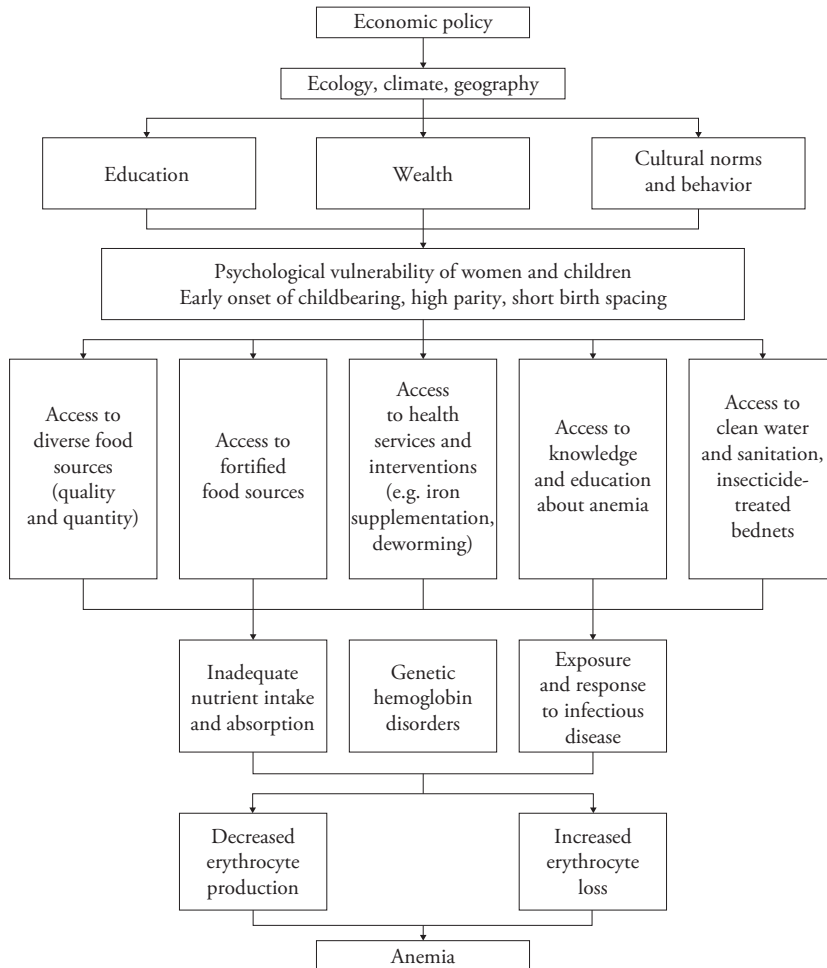 Economic policy
Ecology, climate, geography
Education
Wealth
Cultural norms
and behavior
Psychological vulnerability of women and children
Early onset of childbearing, high parity, short birth spacing
Access to
diverse food
sources
(quality
and quantity)
Access to
fortified
food sources
Access
to health
services and
interventions
(e.g. iron
supplementation,
deworming)
Access to
knowledge
and education
about anemia
Access to
clean water
and sanitation,
insecticide-
treated
bednets
Inadequate
nutrient intake
and absorption
Genetic
hemoglobin
disorders
Exposure
and response
to infectious
disease
Decreased
erythrocyte
production
Increased
erythrocyte
loss
Anemia